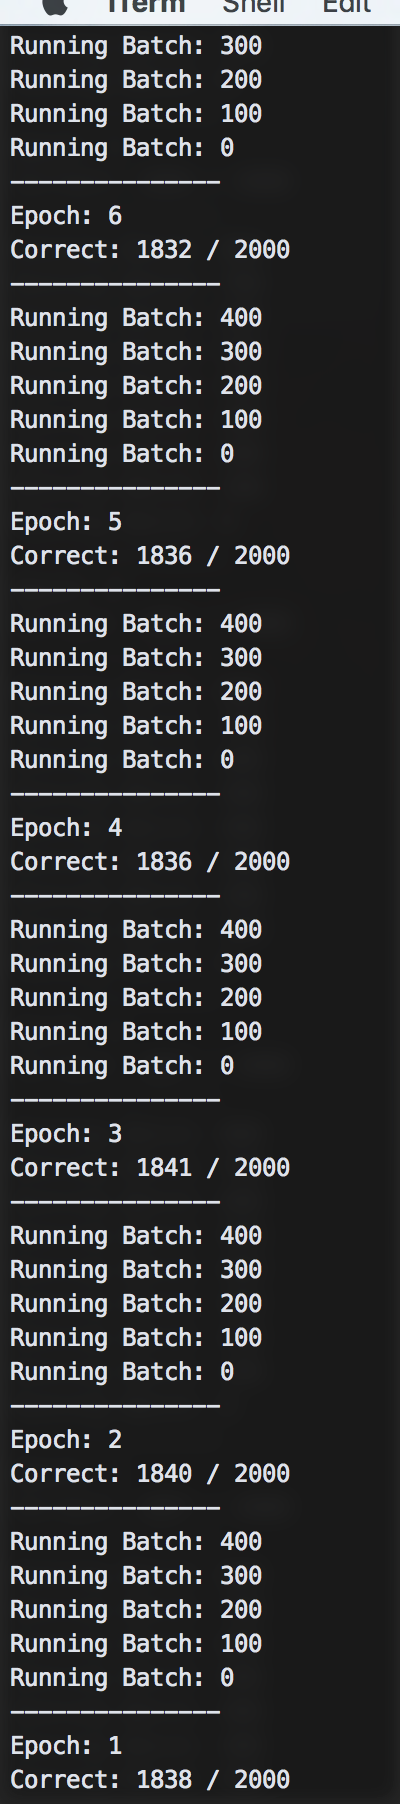 iTerm Shell Edit
Running Batch: 300
Running Batch: 200
Running Batch: 100
Running Batch: 0
---------------
Epoch: 6
Correct: 1832 / 2000
---------------
Running Batch: 400
Running Batch: 300
Running Batch: 200
Running Batch: 100
Running Batch: 0
---------------
Epoch: 5
Correct: 1836 / 2000
---------------
Running Batch: 400
Running Batch: 300
Running Batch: 200
Running Batch: 100
Running Batch: 0
---------------
Epoch: 4
Correct: 1836 / 2000
---------------
Running Batch: 400
Running Batch: 300
Running Batch: 200
Running Batch: 100
Running Batch: 0
---------------
Epoch: 3
Correct: 1841 / 2000
---------------
Running Batch: 400
Running Batch: 300
Running Batch: 200
Running Batch: 100
Running Batch: 0
---------------
Epoch: 2
Correct: 1840 / 2000
---------------
Running Batch: 400
Running Batch: 300
Running Batch: 200
Running Batch: 100
Running Batch: 0
---------------
Epoch: 1
Correct: 1838 / 2000